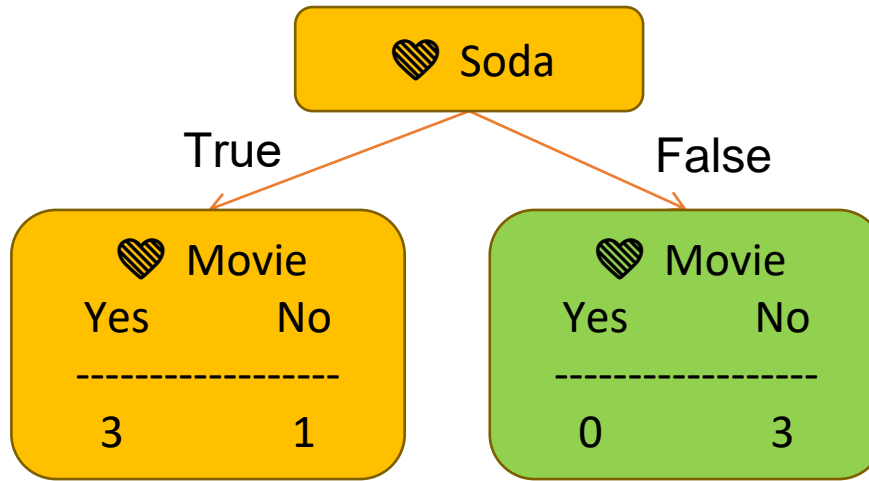 Soda
True
False
Movie
Yes No
------------------
3 1
Movie
Yes No
------------------
0 3